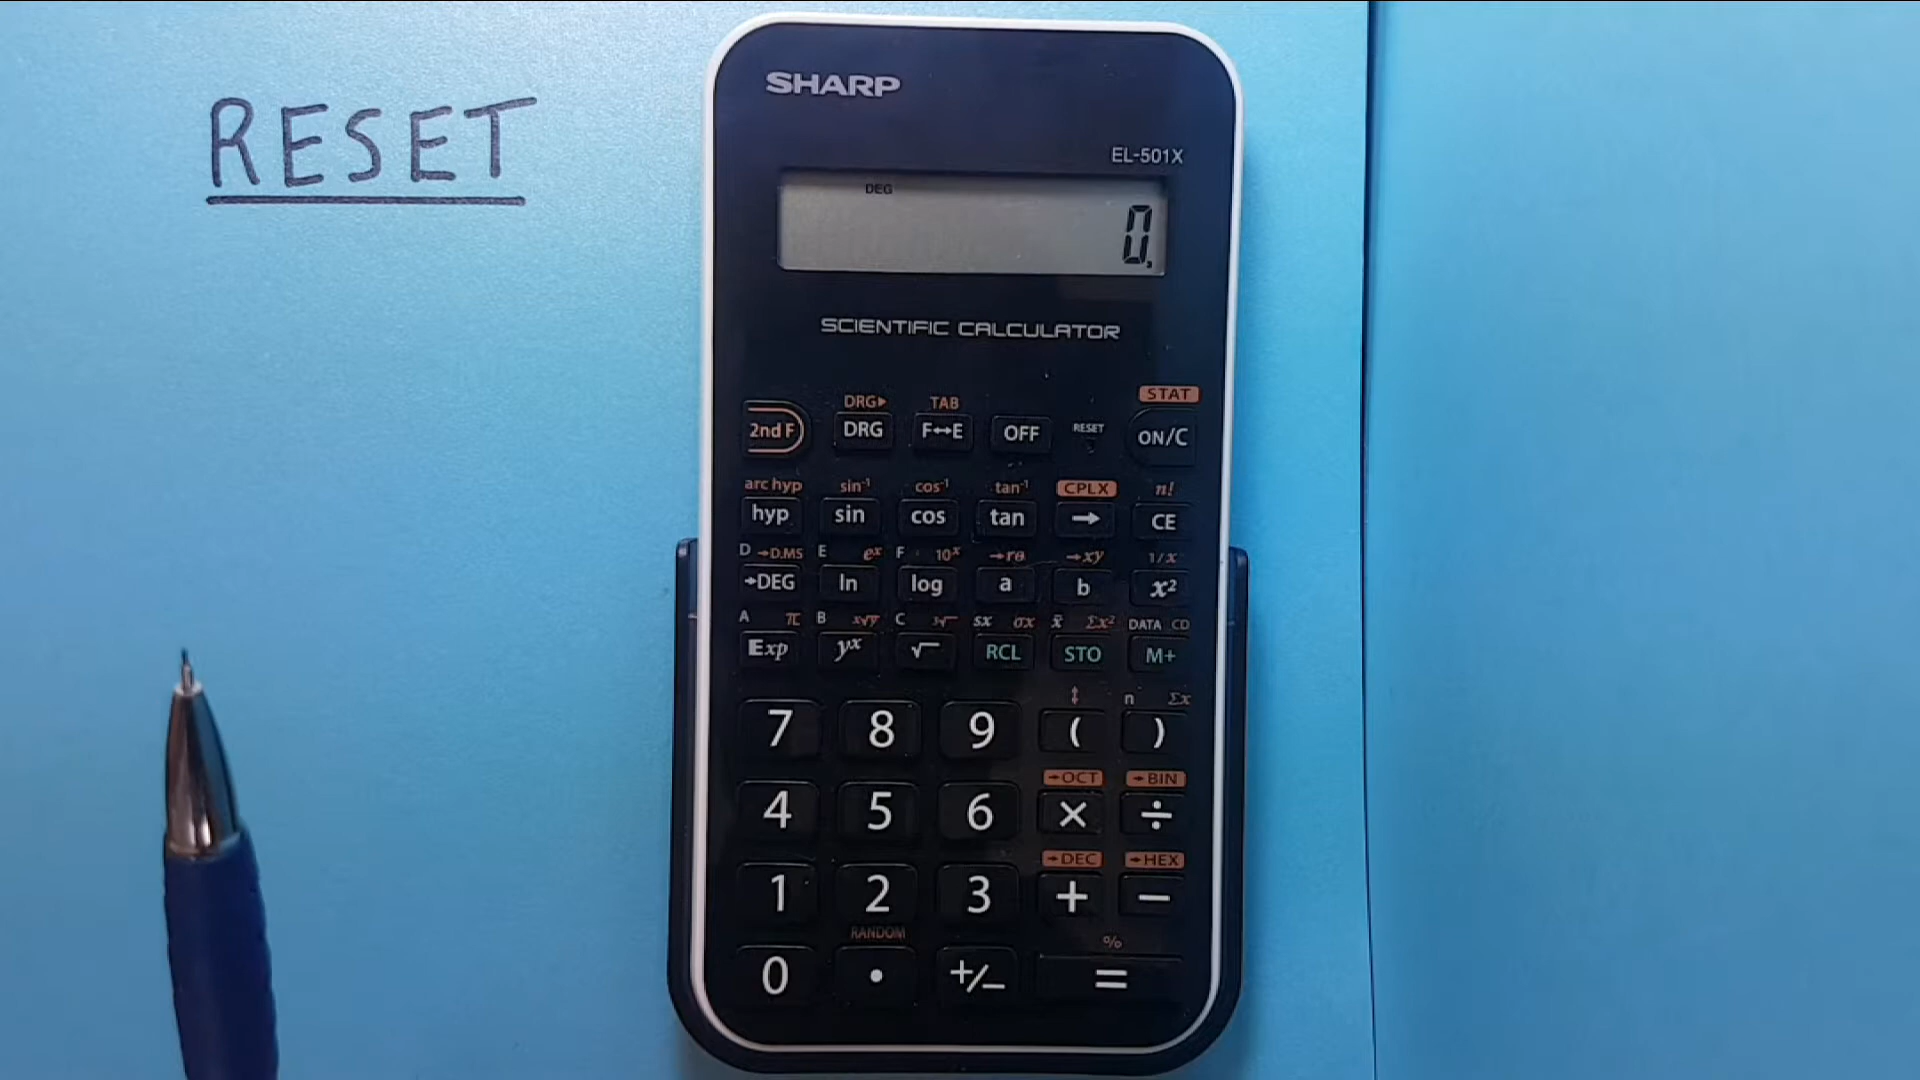 RESET
SHARP
EL-501X
DEG
0.
SCIENTIFIC CALCULATOR
STAT
DRG▸ TAB
2nd F DRG F↔E OFF RESET ON/C
arc hyp sin⁻¹ cos⁻¹ tan⁻¹ CPLX n!
hyp sin cos tan → CE
D →D.MS E eˣ F 10ˣ →rθ →xy 1/x
→DEG ln log a b x²
A π B ˣ√y C ³√ sx σx x̄ Σx² DATA CD
Exp yˣ √ RCL STO M+
↕ n Σx
7 8 9 ( )
→OCT →BIN
4 5 6 × ÷
→DEC →HEX
1 2 3 + −
RANDOM %
0 • +/− =